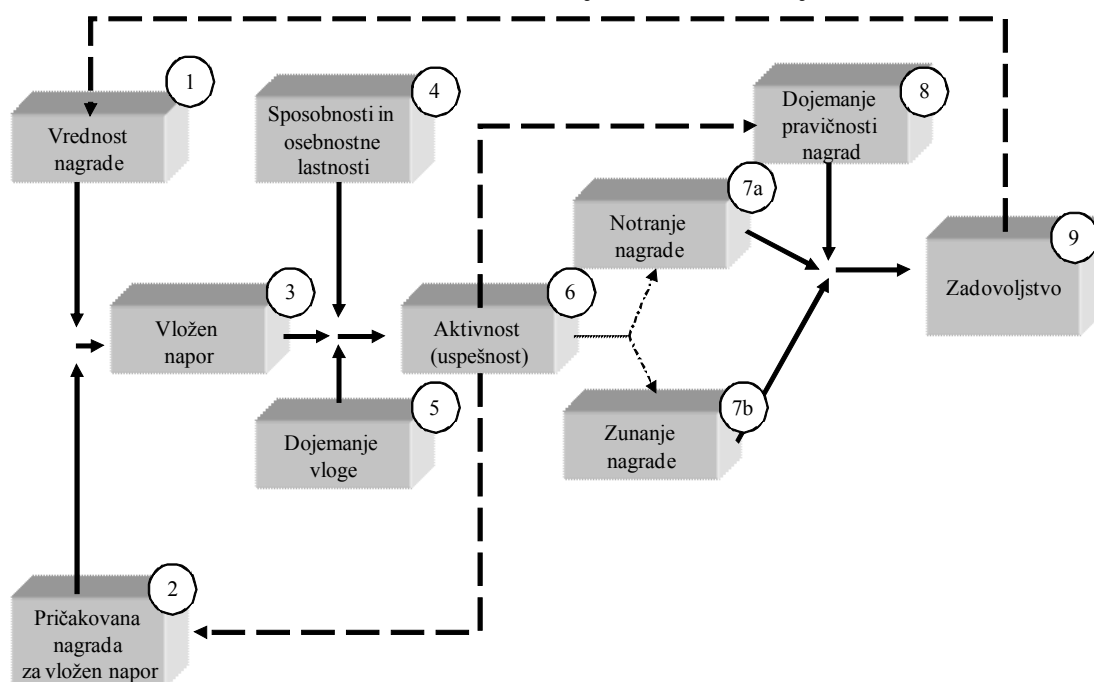 1
Vrednost
nagrade
4
Sposobnosti in
osebnostne
lastnosti
8
Dojemanje
pravičnosti
nagrad
7a
Notranje
nagrade
9
Zadovoljstvo
3
Vložen
napor
6
Aktivnost
(uspešnost)
5
Dojemanje
vloge
7b
Zunanje
nagrade
2
Pričakovana
nagrada
za vložen napor